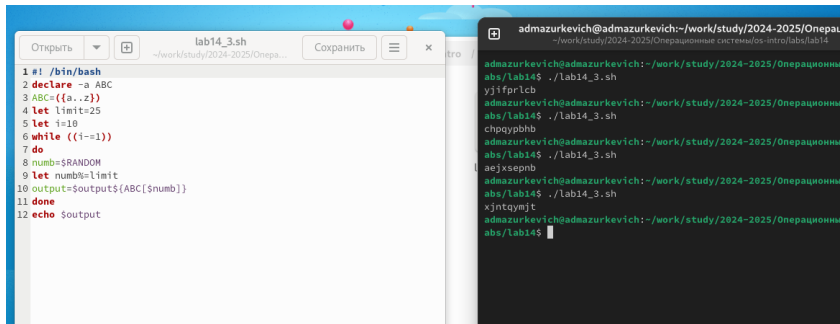 Открыть
lab14_3.sh
~/work/study/2024-2025/Опера...
Сохранить
1 #! /bin/bash
2 declare -a ABC
3 ABC=({a..z})
4 let limit=25
5 let i=10
6 while ((i-=1))
7 do
8 numb=$RANDOM
9 let numb%=limit
10 output=$output${ABC[$numb]}
11 done
12 echo $output
tro /
admazurkevich@admazurkevich:~/work/study/2024-2025/Операц
~/work/study/2024-2025/Операционные системы/os-intro/labs/lab14
admazurkevich@admazurkevich:~/work/study/2024-2025/Операционны
abs/lab14$ ./lab14_3.sh
yjifprlcb
admazurkevich@admazurkevich:~/work/study/2024-2025/Операционны
abs/lab14$ ./lab14_3.sh
chpqypbhb
admazurkevich@admazurkevich:~/work/study/2024-2025/Операционны
abs/lab14$ ./lab14_3.sh
aejxsepnb
admazurkevich@admazurkevich:~/work/study/2024-2025/Операционны
abs/lab14$ ./lab14_3.sh
xjntqymjt
admazurkevich@admazurkevich:~/work/study/2024-2025/Операционны
abs/lab14$